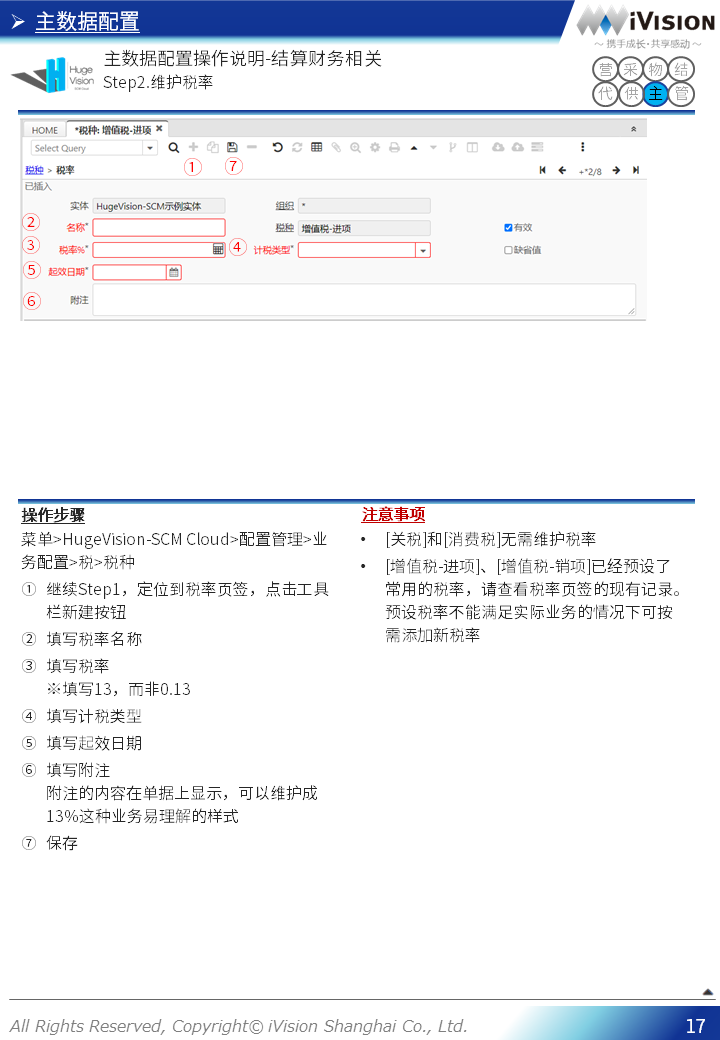 ➢ 主数据配置
iVISION
～ 携手成长·共享感动 ～
Huge
Vision
主数据配置操作说明-结算财务相关
Step2.维护税率
营 采 物 结
代 供 主 管
HOME *税种: 增值税-进项 ×
Select Query
① ⑦
税种 > 税率 +*2/8
已插入
实体 HugeVision-SCM示例实体 组织 *
② 名称* 税种 增值税-进项 有效
③ 税率%* ④ 计税类型* 缺省值
⑤ 起效日期*
⑥ 附注
操作步骤
菜单>HugeVision-SCM Cloud>配置管理>业
务配置>税>税种
① 继续Step1，定位到税率页签，点击工具
栏新建按钮
② 填写税率名称
③ 填写税率
※填写13，而非0.13
④ 填写计税类型
⑤ 填写起效日期
⑥ 填写附注
附注的内容在单据上显示，可以维护成
13%这种业务易理解的样式
⑦ 保存
注意事项
• [关税]和[消费税]无需维护税率
• [增值税-进项]、[增值税-销项]已经预设了
常用的税率，请查看税率页签的现有记录。
预设税率不能满足实际业务的情况下可按
需添加新税率
All Rights Reserved, Copyright© iVision Shanghai Co., Ltd.
17